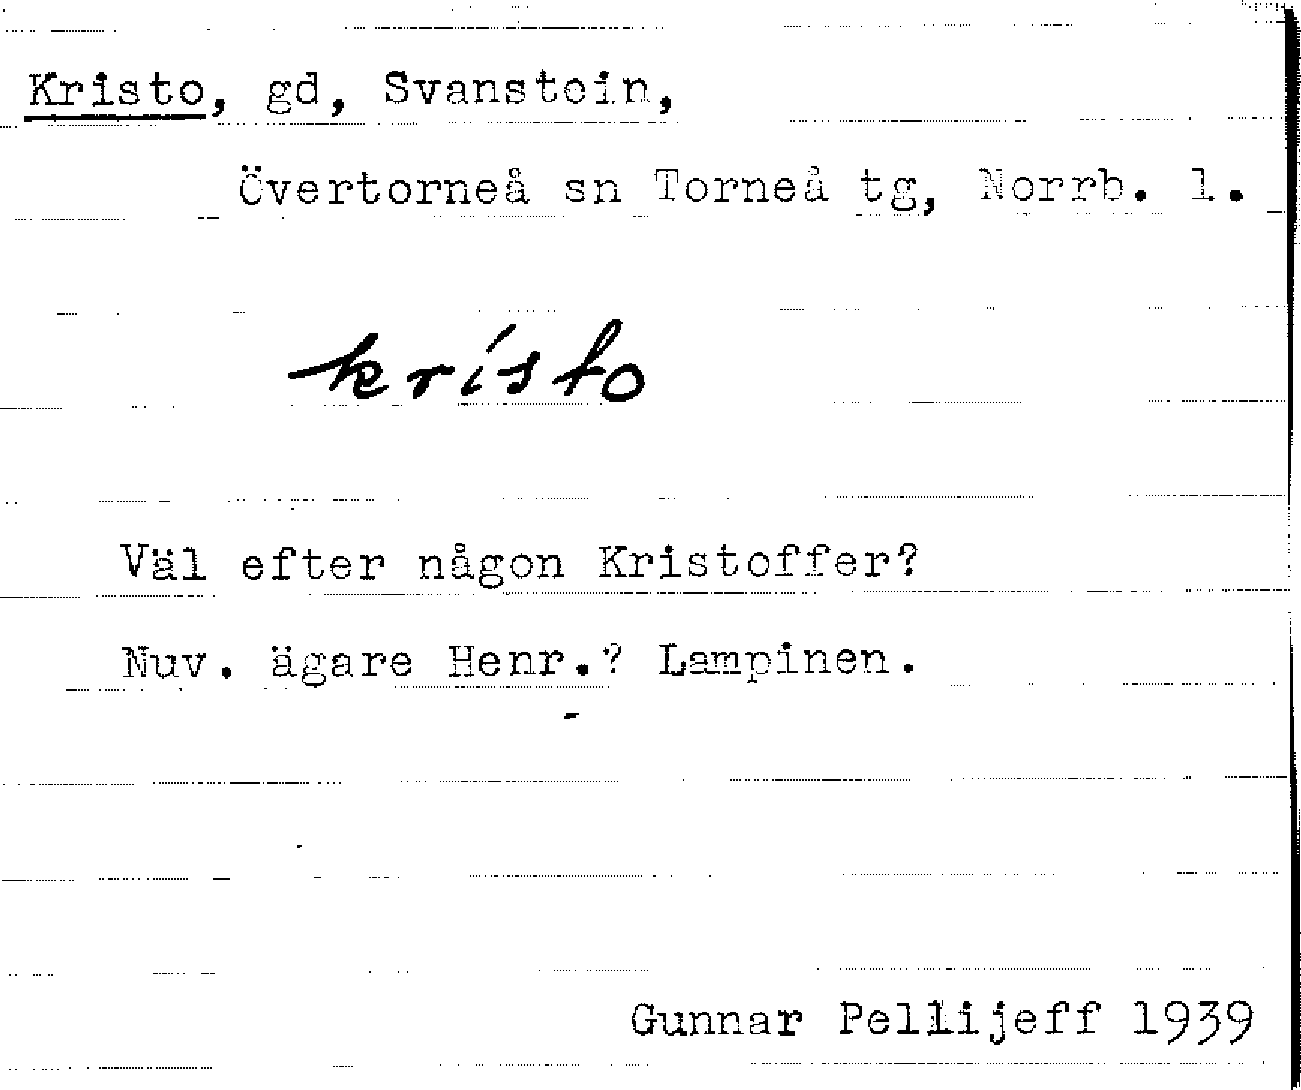 Kristo, gd, Svanstein,
Övertorneå sn Torneå tg, Norrb. l.
kristo
Väl efter någon Kristoffer?
Nuv. ägare Henr.? Lampinen.
Gunnar Pellijeff 1939